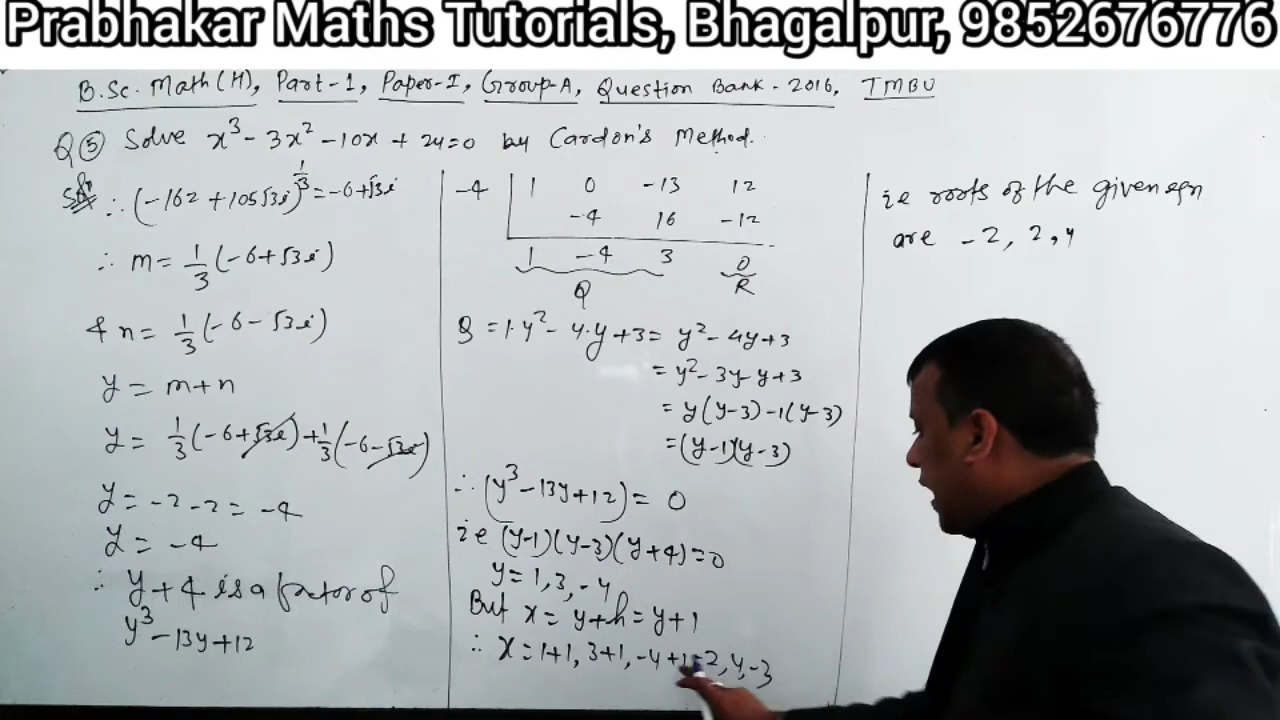 Prabhakar Maths Tutorials, Bhagalpur, 9852676776
B.Sc. Math(H), Part-1, Paper-I, Group-A, Question Bank-2016, TMBU
Q⑤ Solve x³ - 3x² - 10x + 24 = 0 by Cardon's Method.
Soln ∴ (-162 + 105√3i)^1/3 = -6+√3i
∴ m = 1/3 (-6+√3i)
& n = 1/3 (-6-√3i)
y = m+n
y = 1/3 (-6+√3i) + 1/3 (-6-√3i)
y = -2-2 = -4
y = -4
∴ y+4 is a factor of
y³ - 13y + 12
-4 | 1 0 -13 12
-4 16 -12
1 -4 3 0
Q R
Q = 1·y² - 4·y + 3 = y² - 4y + 3
= y² - 3y - y + 3
= y(y-3) - 1(y-3)
= (y-1)(y-3)
∴ (y³ - 13y + 12) = 0
ie (y-1)(y-3)(y+4) = 0
y = 1, 3, -4
But x = y+h = y+1
∴ x = 1+1, 3+1, -4+1 = 2, 4, -3
ie roots of the given eqn
are -2, 2, 4